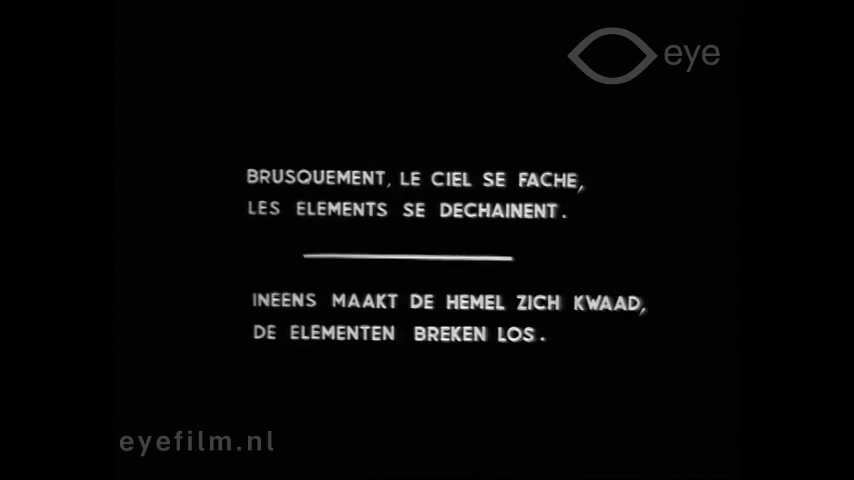 eye
BRUSQUEMENT, LE CIEL SE FACHE,
LES ELEMENTS SE DECHAINENT.
INEENS MAAKT DE HEMEL ZICH KWAAD,
DE ELEMENTEN BREKEN LOS.
eyefilm.nl